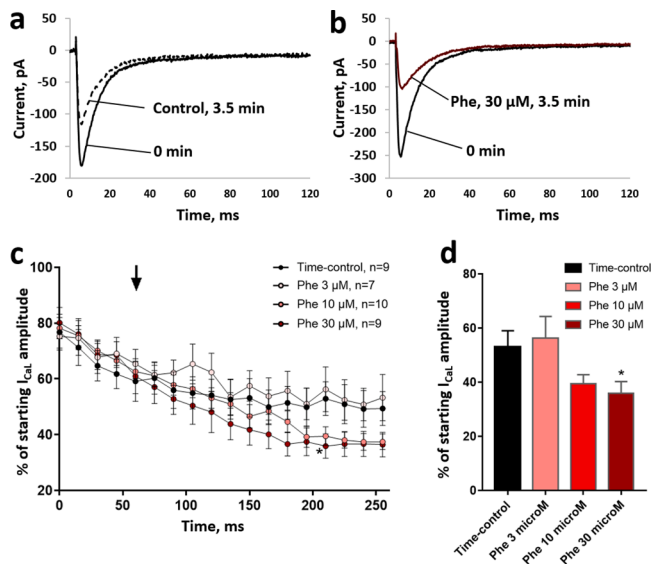 a
50
0
-50
-100
-150
-200
Current, pA
Control, 3.5 min
0 min
0 20 40 60 80 100 120
Time, ms
b
50
0
-50
-100
-150
-200
-250
-300
Current, pA
Phe, 30 µM, 3.5 min
0 min
0 20 40 60 80 100 120
Time, ms
c
100
80
60
40
20
% of starting ICaL amplitude
Time-control, n=9
Phe 3 µM, n=7
Phe 10 µM, n=10
Phe 30 µM, n=9
*
0 50 100 150 200 250
Time, ms
d
80
60
40
20
0
% of starting ICaL amplitude
Time-control
Phe 3 µM
Phe 10 µM
Phe 30 µM
*
Time-control
Phe 3 microM
Phe 10 microM
Phe 30 microM